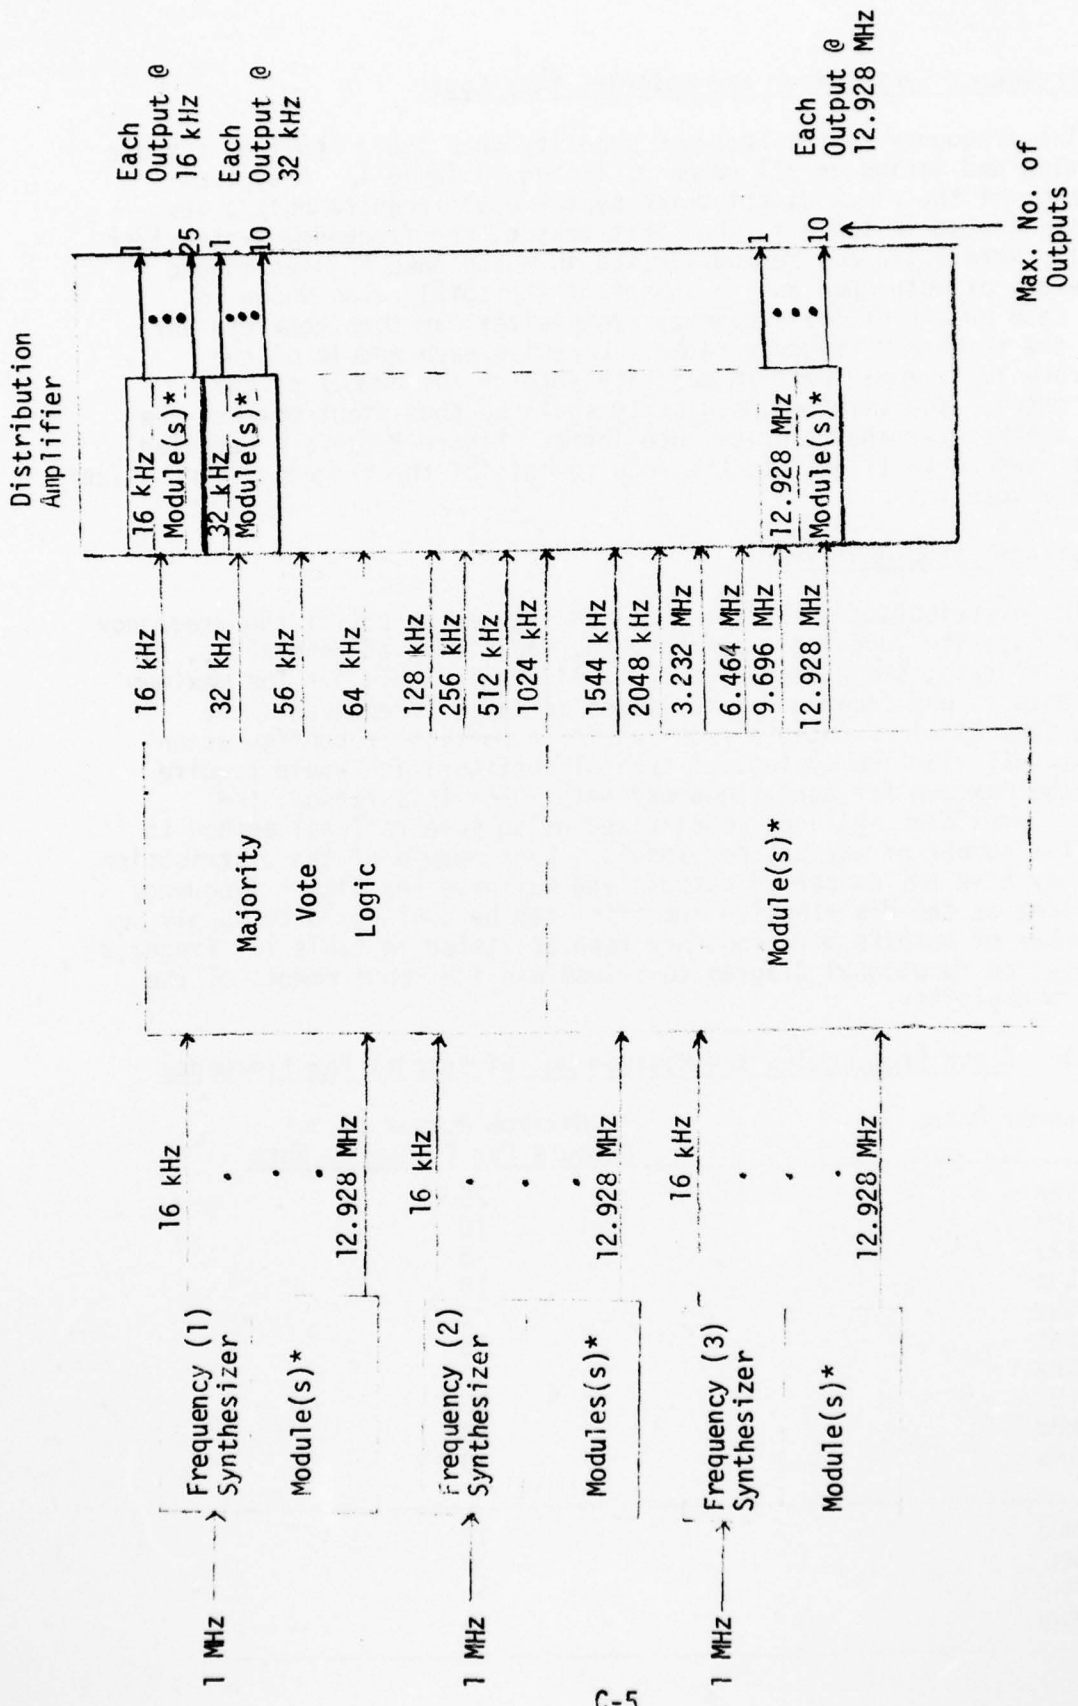 1 MHz
Frequency (1)
Synthesizer
Module(s)*
16 kHz
12.928 MHz
1 MHz
Frequency (2)
Synthesizer
Modules(s)*
16 kHz
12.928 MHz
1 MHz
Frequency (3)
Synthesizer
Module(s)*
16 kHz
12.928 MHz
Majority
Vote
Logic
Module(s)*
16 kHz
32 kHz
56 kHz
64 kHz
128 kHz
256 kHz
512 kHz
1024 kHz
1544 kHz
2048 kHz
3.232 MHz
6.464 MHz
9.696 MHz
12.928 MHz
Distribution
Amplifier
16 kHz
Module(s)*
32 kHz
Module(s)*
12.928 MHz
Module(s)*
1
25
1
10
1
10
Each
Output @
16 kHz
Each
Output @
32 kHz
Each
Output @
12.928 MHz
Max. No. of
Outputs
C-5